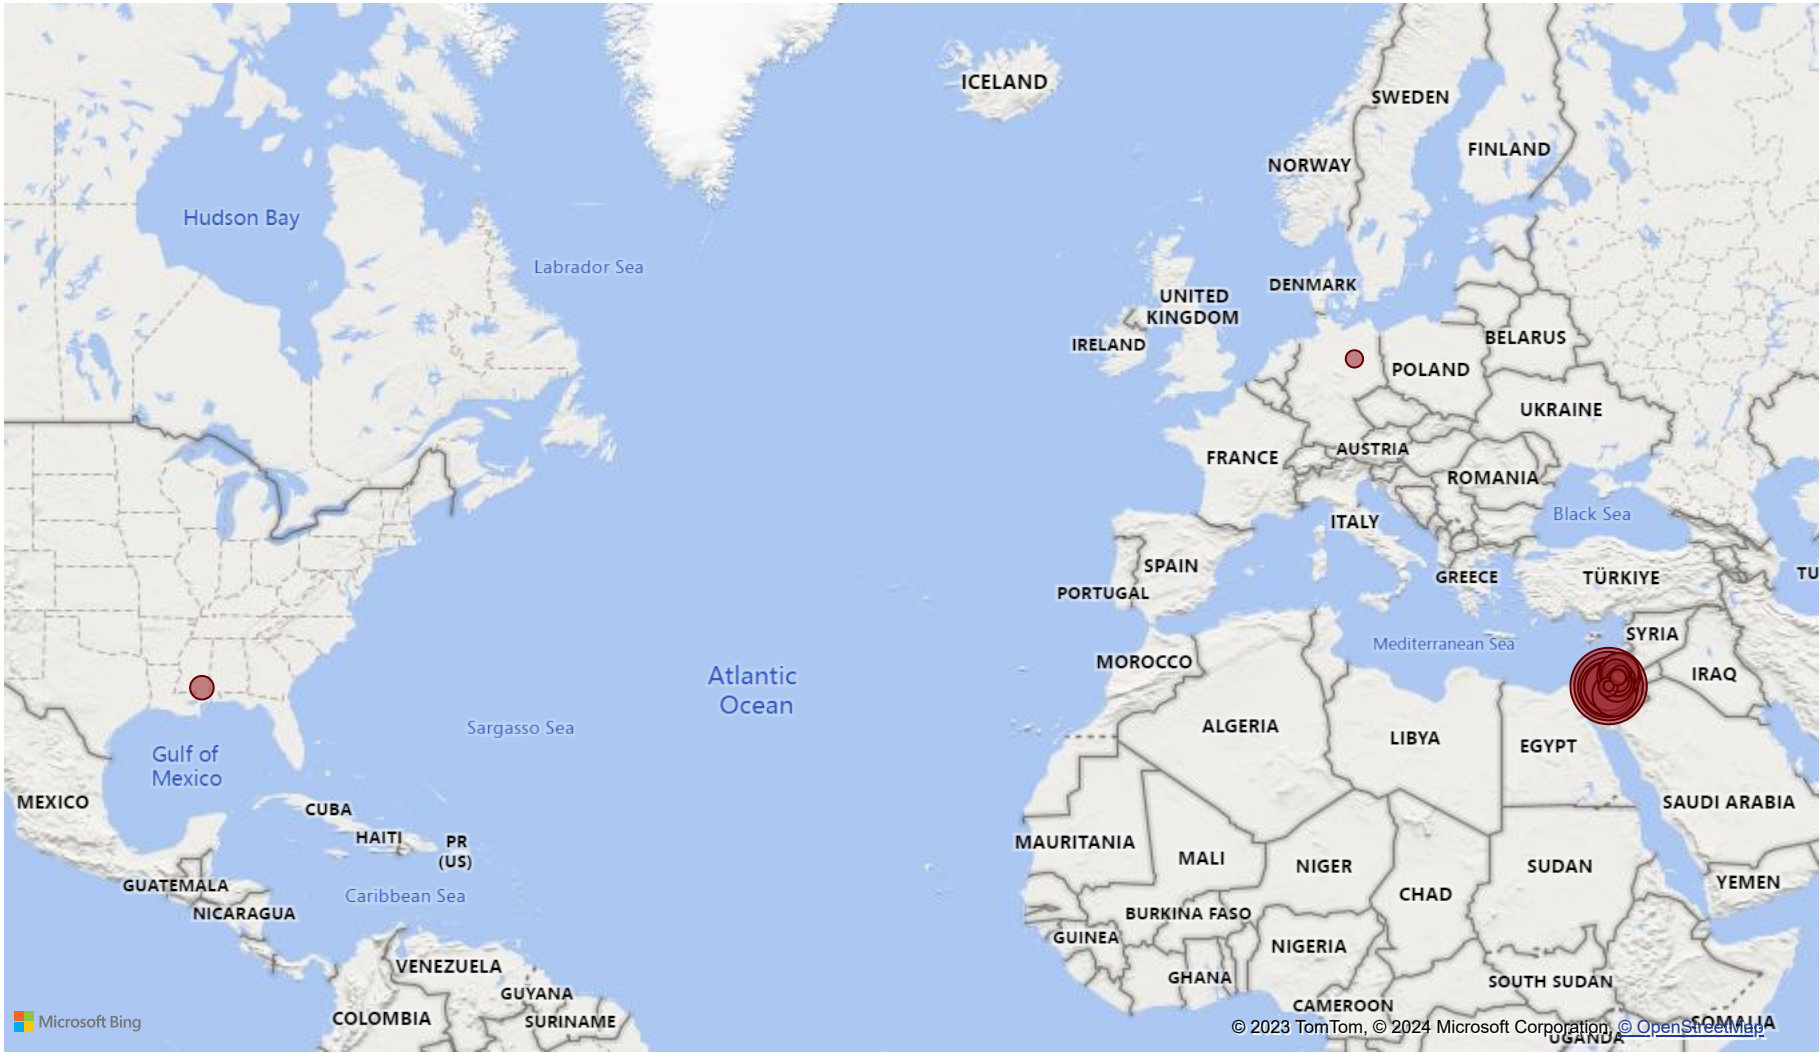 ICELAND
SWEDEN
FINLAND
NORWAY
Hudson Bay
Labrador Sea
DENMARK
UNITED
KINGDOM
IRELAND
BELARUS
POLAND
UKRAINE
AUSTRIA
FRANCE
ROMANIA
Black Sea
ITALY
SPAIN
GREECE
TÜRKIYE
TU
PORTUGAL
SYRIA
Mediterranean Sea
MOROCCO
IRAQ
Atlantic
Ocean
Sargasso Sea
ALGERIA
LIBYA
EGYPT
Gulf of
Mexico
MEXICO
CUBA
SAUDI ARABIA
HAITI
PR
(US)
MAURITANIA
MALI
NIGER
SUDAN
GUATEMALA
Caribbean Sea
CHAD
YEMEN
NICARAGUA
BURKINA FASO
GUINEA
NIGERIA
VENEZUELA
GHANA
SOUTH SUDAN
GUYANA
CAMEROON
COLOMBIA
SURINAME
SOMALIA
UGANDA
Microsoft Bing
© 2023 TomTom, © 2024 Microsoft Corporation, © OpenStreetMap